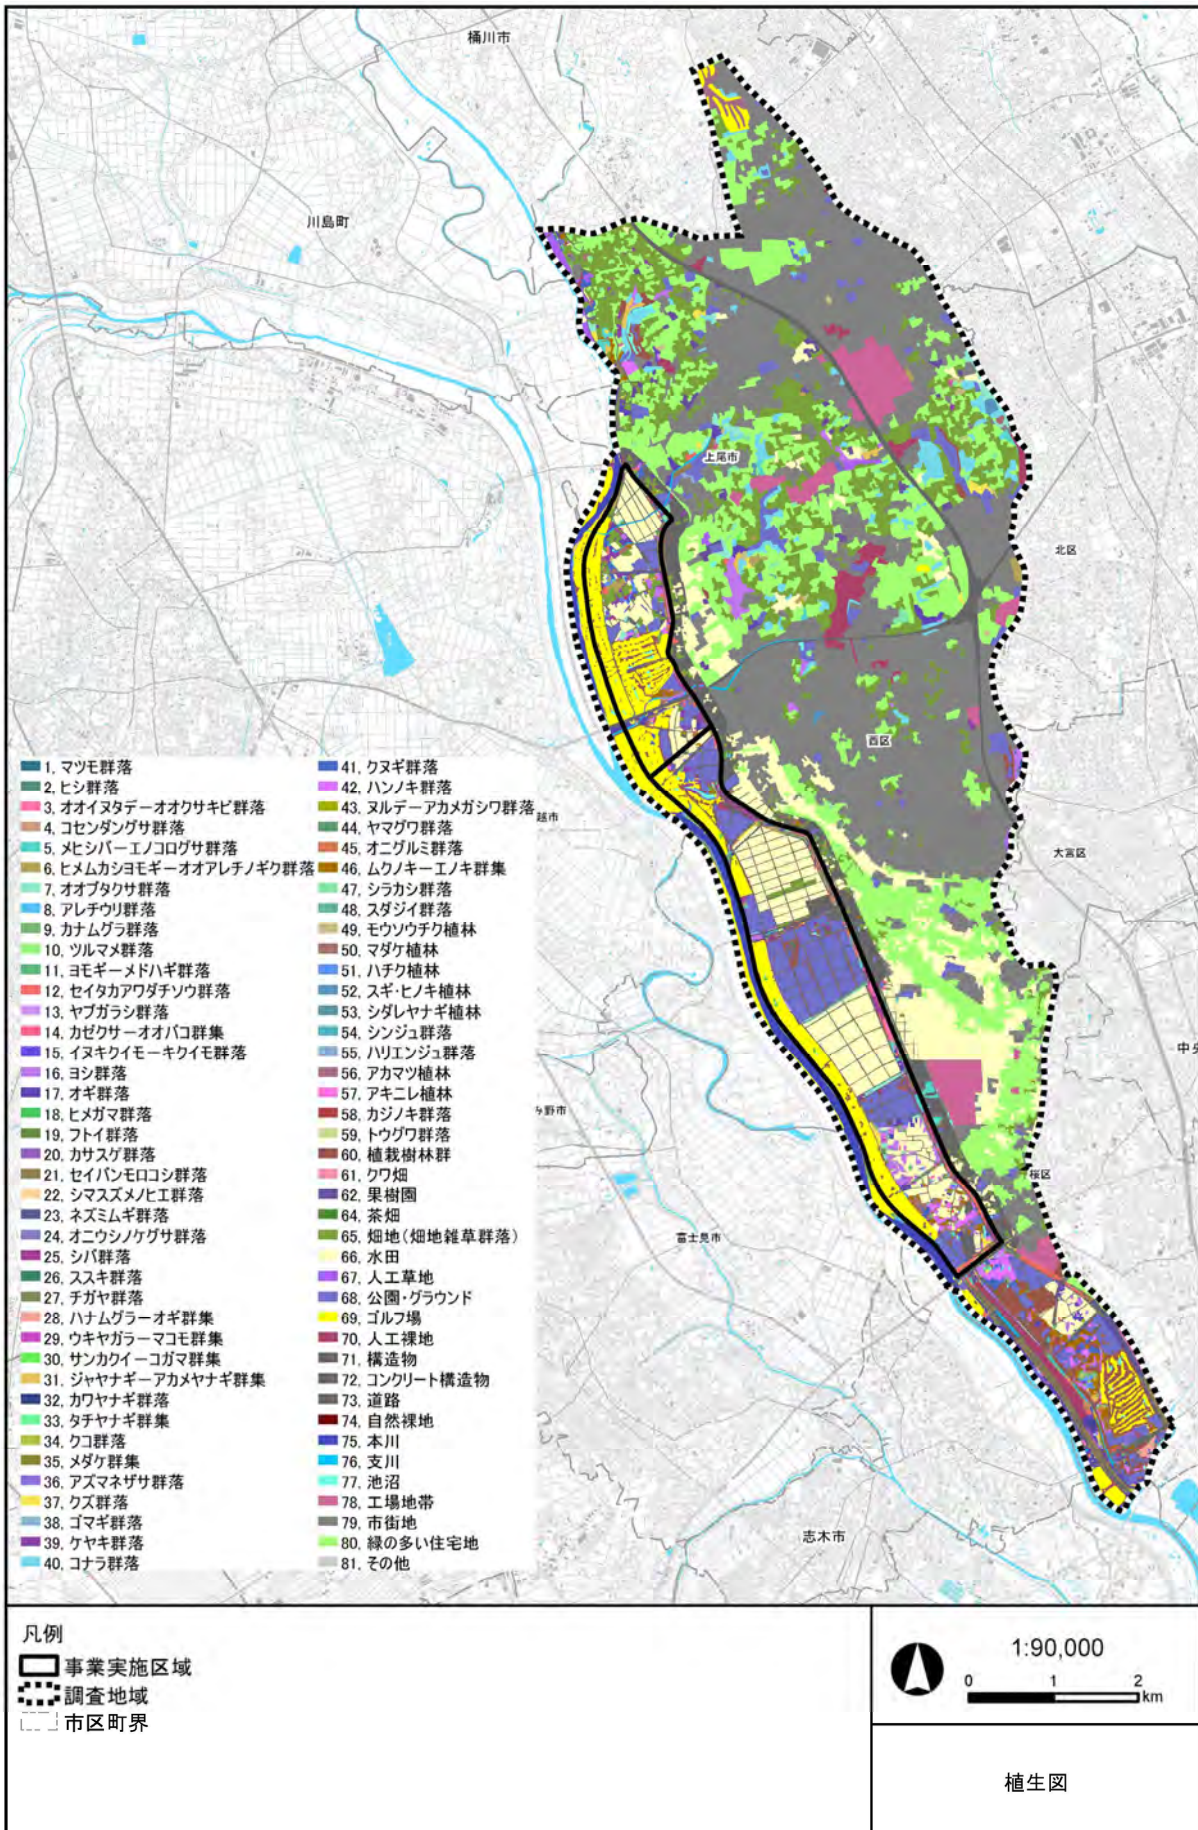 桶川市
川島町
上尾市
北区
西区
越市
大宮区
中央
み野市
桜区
富士見市
志木市
1, マツモ群落
2, ヒシ群落
3, オオイヌタデーオオクサキビ群落
4, コセンダングサ群落
5, メヒシバーエノコログサ群落
6, ヒメムカシヨモギーオオアレチノギク群落
7, オオブタクサ群落
8, アレチウリ群落
9, カナムグラ群落
10, ツルマメ群落
11, ヨモギーメドハギ群落
12, セイタカアワダチソウ群落
13, ヤブガラシ群落
14, カゼクサーオオバコ群集
15, イヌキクイモーキクイモ群落
16, ヨシ群落
17, オギ群落
18, ヒメガマ群落
19, フトイ群落
20, カサスゲ群落
21, セイバンモロコシ群落
22, シマスズメノヒエ群落
23, ネズミムギ群落
24, オニウシノケグサ群落
25, シバ群落
26, ススキ群落
27, チガヤ群落
28, ハナムグラーオギ群集
29, ウキヤガラーマコモ群集
30, サンカクイーコガマ群集
31, ジャヤナギーアカメヤナギ群集
32, カワヤナギ群落
33, タチヤナギ群集
34, クコ群落
35, メダケ群集
36, アズマネザサ群落
37, クズ群落
38, ゴマギ群落
39, ケヤキ群落
40, コナラ群落
41, クヌギ群落
42, ハンノキ群落
43, ヌルデーアカメガシワ群落
44, ヤマグワ群落
45, オニグルミ群落
46, ムクノキーエノキ群集
47, シラカシ群落
48, スダジイ群落
49, モウソウチク植林
50, マダケ植林
51, ハチク植林
52, スギ・ヒノキ植林
53, シダレヤナギ植林
54, シンジュ群落
55, ハリエンジュ群落
56, アカマツ植林
57, アキニレ植林
58, カジノキ群落
59, トウグワ群落
60, 植栽樹林群
61, クワ畑
62, 果樹園
64, 茶畑
65, 畑地(畑地雑草群落)
66, 水田
67, 人工草地
68, 公園・グラウンド
69, ゴルフ場
70, 人工裸地
71, 構造物
72, コンクリート構造物
73, 道路
74, 自然裸地
75, 本川
76, 支川
77, 池沼
78, 工場地帯
79, 市街地
80, 緑の多い住宅地
81, その他
凡例
事業実施区域
調査地域
市区町界
1:90,000
0 1 2
km
植生図